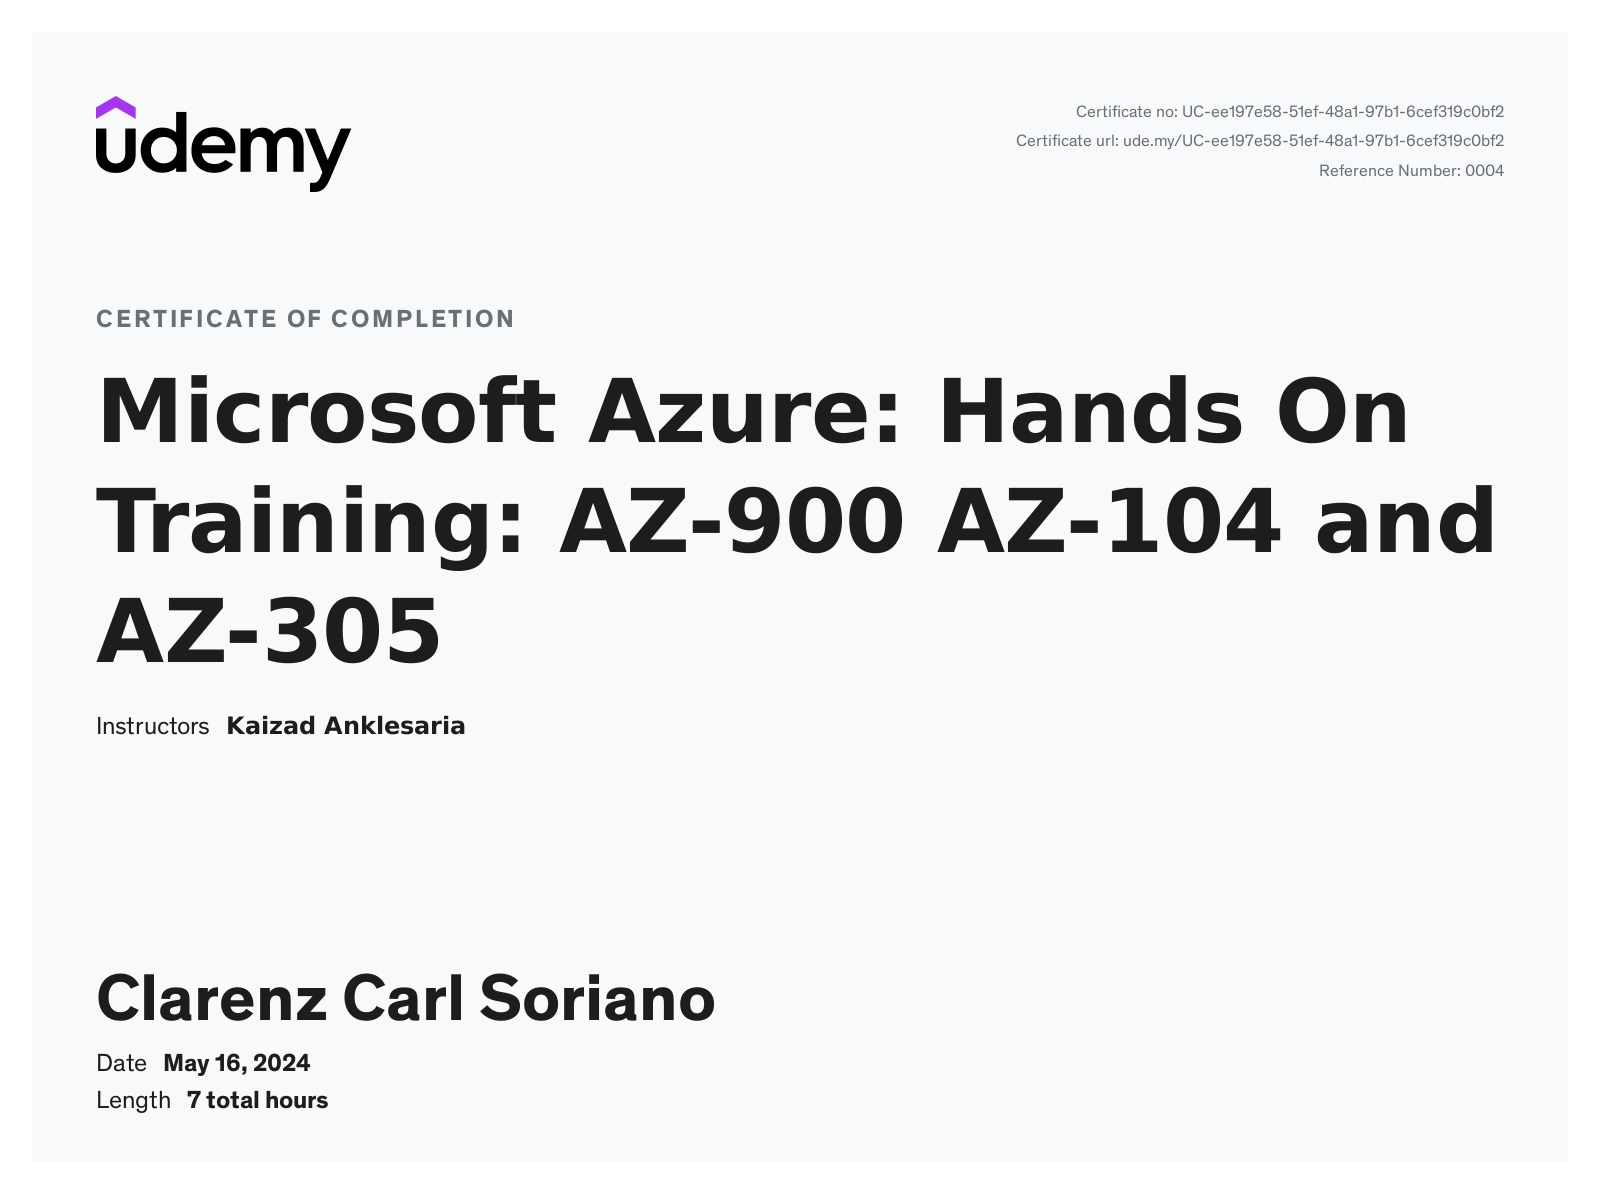 udemy
Certificate no: UC-ee197e58-51ef-48a1-97b1-6cef319c0bf2
Certificate url: ude.my/UC-ee197e58-51ef-48a1-97b1-6cef319c0bf2
Reference Number: 0004
CERTIFICATE OF COMPLETION
Microsoft Azure: Hands On
Training: AZ-900 AZ-104 and
AZ-305
Instructors Kaizad Anklesaria
Clarenz Carl Soriano
Date May 16, 2024
Length 7 total hours